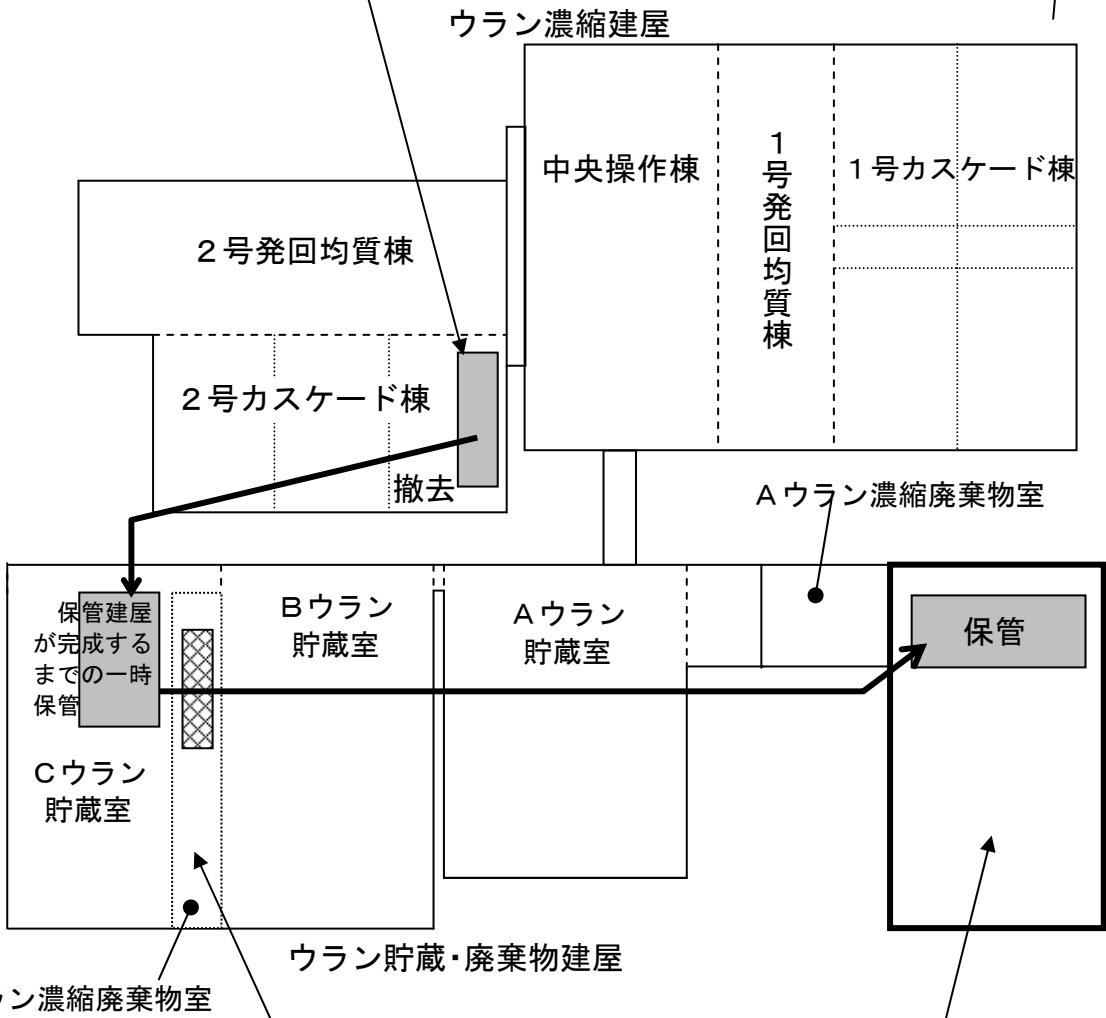 ウラン濃縮建屋
中央操作棟
1号発回均質棟
1号カスケード棟
2号発回均質棟
2号カスケード棟
撤去
Aウラン濃縮廃棄物室
保管建屋
が完成する
までの一時
保管
Bウラン
貯蔵室
Aウラン
貯蔵室
保管
Cウラン
貯蔵室
ウラン貯蔵・廃棄物建屋
ン濃縮廃棄物室